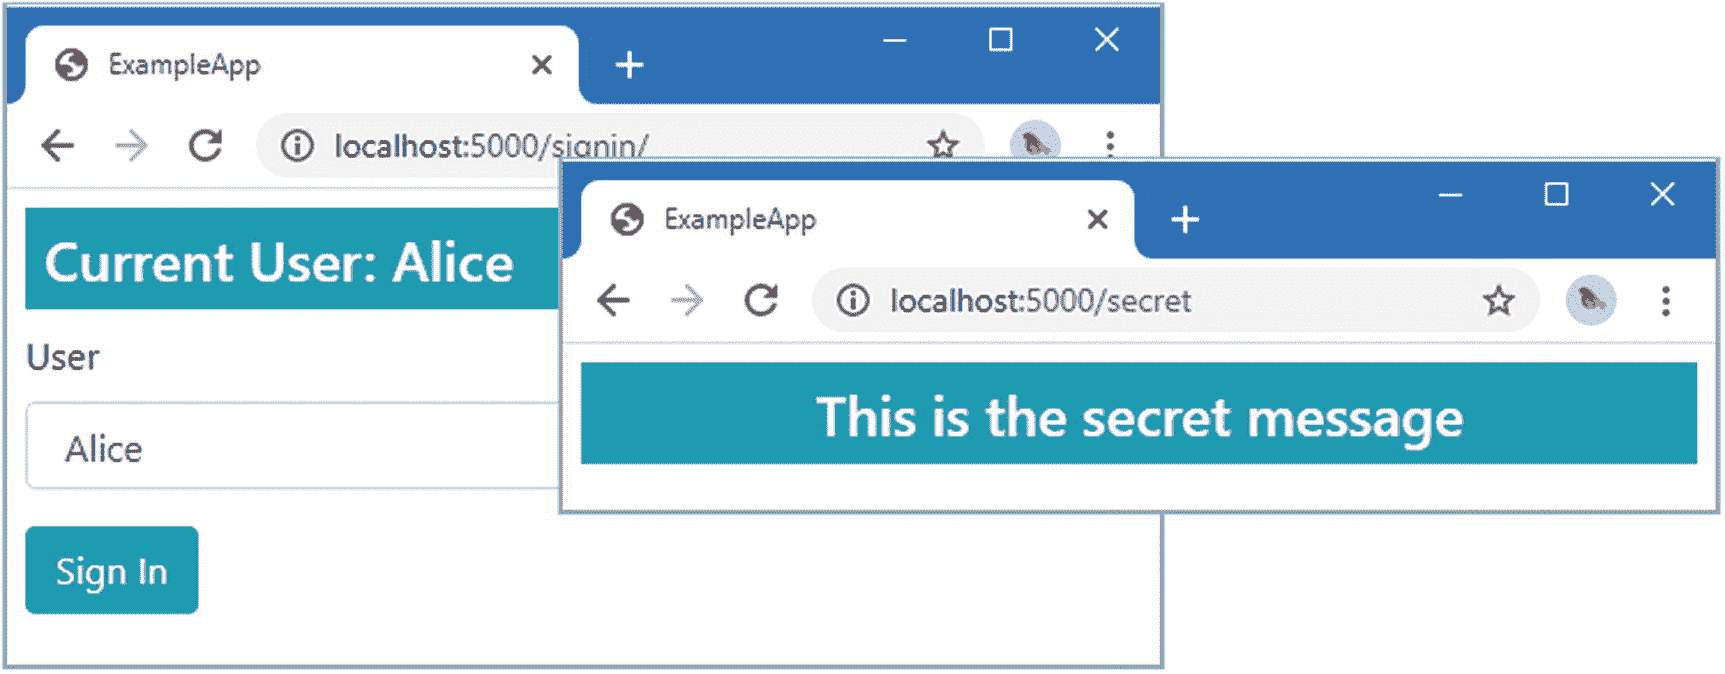 ExampleApp
localhost:5000/signin/
Current User: Alice
User
Alice
Sign In
ExampleApp
localhost:5000/secret
This is the secret message